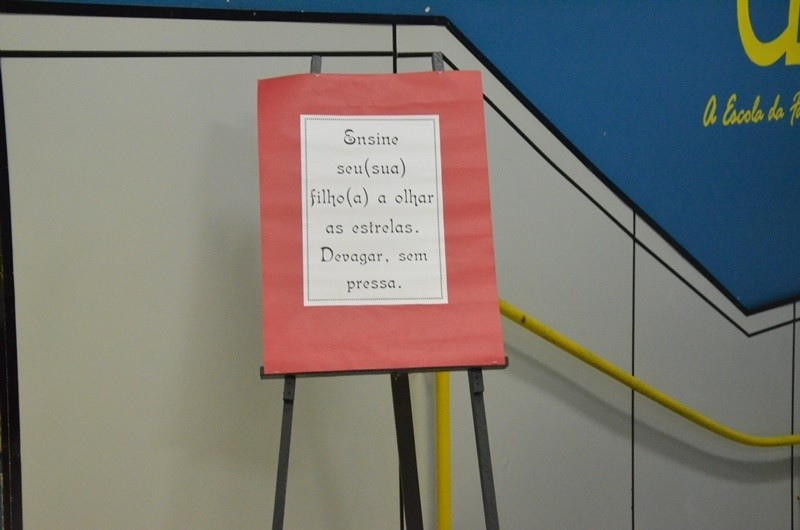 A Escola da
Ensine
seu(sua)
filho(a) a olhar
as estrelas.
Devagar, sem
pressa.